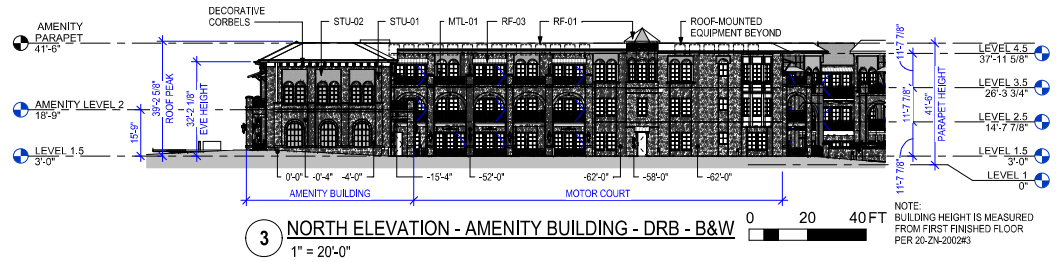 DECORATIVE
CORBELS
STU-02
STU-01
MTL-01
RF-03
RF-01
ROOF-MOUNTED
EQUIPMENT BEYOND
AMENITY
PARAPET
41'-6"
AMENITY LEVEL 2
18'-9"
LEVEL 1.5
3'-0"
15'-9"
39'-2 5/8"
ROOF PEAK
32'-2 1/8"
EVE HEIGHT
0'-0"
-0'-4"
-4'-0"
-15'-4"
-52'-0"
-62'-0"
-58'-0"
-62'-0"
AMENITY BUILDING
MOTOR COURT
11'-7 7/8"
11'-7 7/8"
11'-7 7/8"
41'-6"
PARAPET HEIGHT
LEVEL 4.5
37'-11 5/8"
LEVEL 3.5
26'-3 3/4"
LEVEL 2.5
14'-7 7/8"
LEVEL 1.5
3'-0"
LEVEL 1
0"
3
NORTH ELEVATION - AMENITY BUILDING - DRB - B&W
1" = 20'-0"
0 20 40 FT
NOTE:
BUILDING HEIGHT IS MEASURED
FROM FIRST FINISHED FLOOR
PER 20-ZN-2002#3